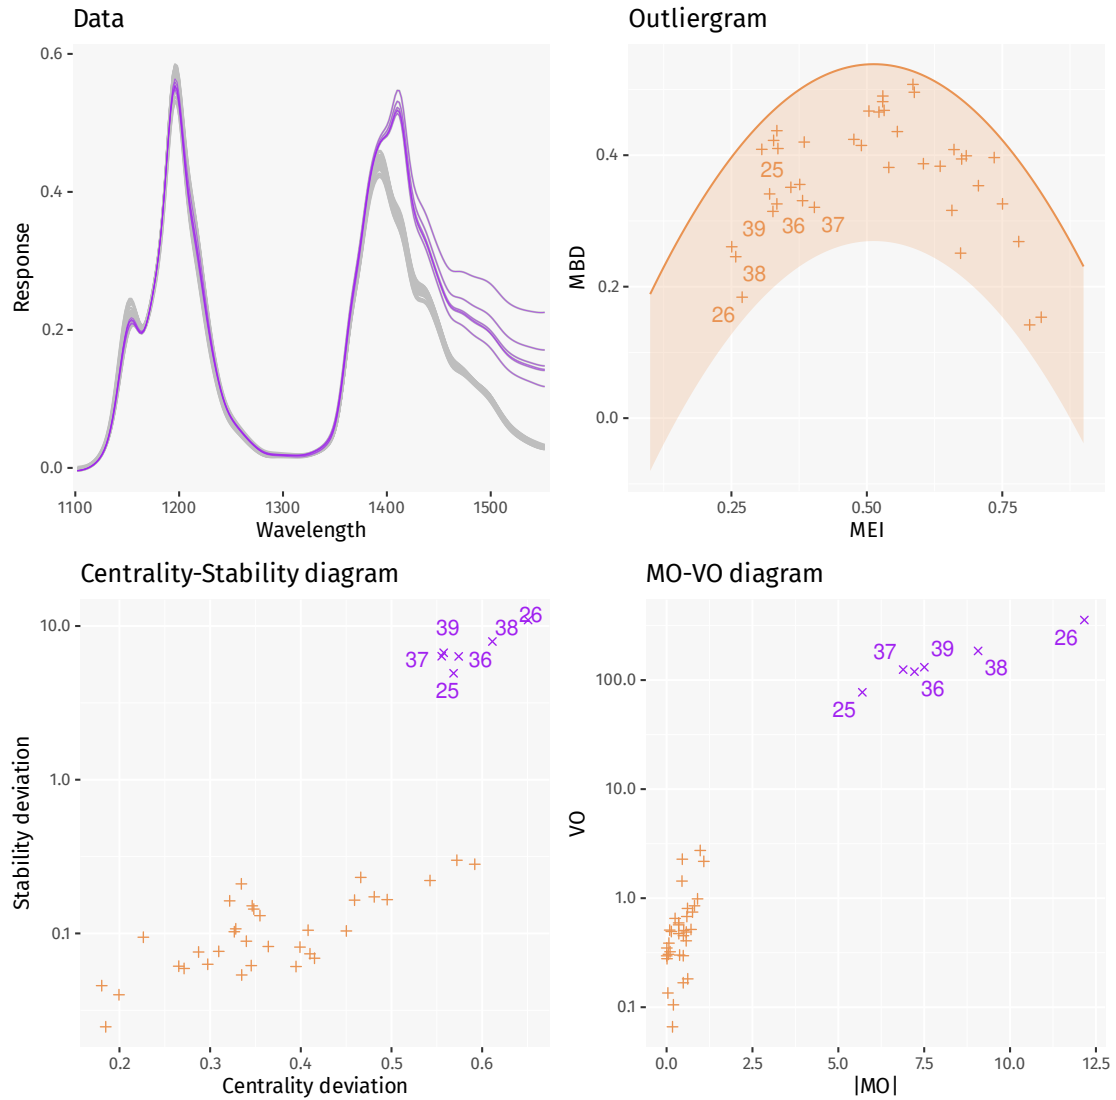 Data
0.6
0.4
0.2
0.0
Response
1100 1200 1300 1400 1500
Wavelength
Outliergram
0.4
0.2
0.0
MBD
25
39 36 37
38
26
0.25 0.50 0.75
MEI
Centrality-Stability diagram
10.0
1.0
0.1
Stability deviation
26
39 38
37 36
25
0.2 0.3 0.4 0.5 0.6
Centrality deviation
MO-VO diagram
100.0
10.0
1.0
0.1
VO
26
37 39
38
36
25
0.0 2.5 5.0 7.5 10.0 12.5
|MO|